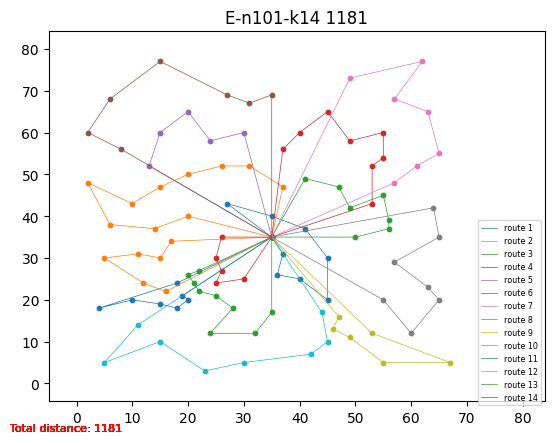 E-n101-k14 1181
80
70
60
50
40
30
20
10
0
0 10 20 30 40 50 60 70 80
route 1
route 2
route 3
route 4
route 5
route 6
route 7
route 8
route 9
route 10
route 11
route 12
route 13
route 14
Total distance: 1181